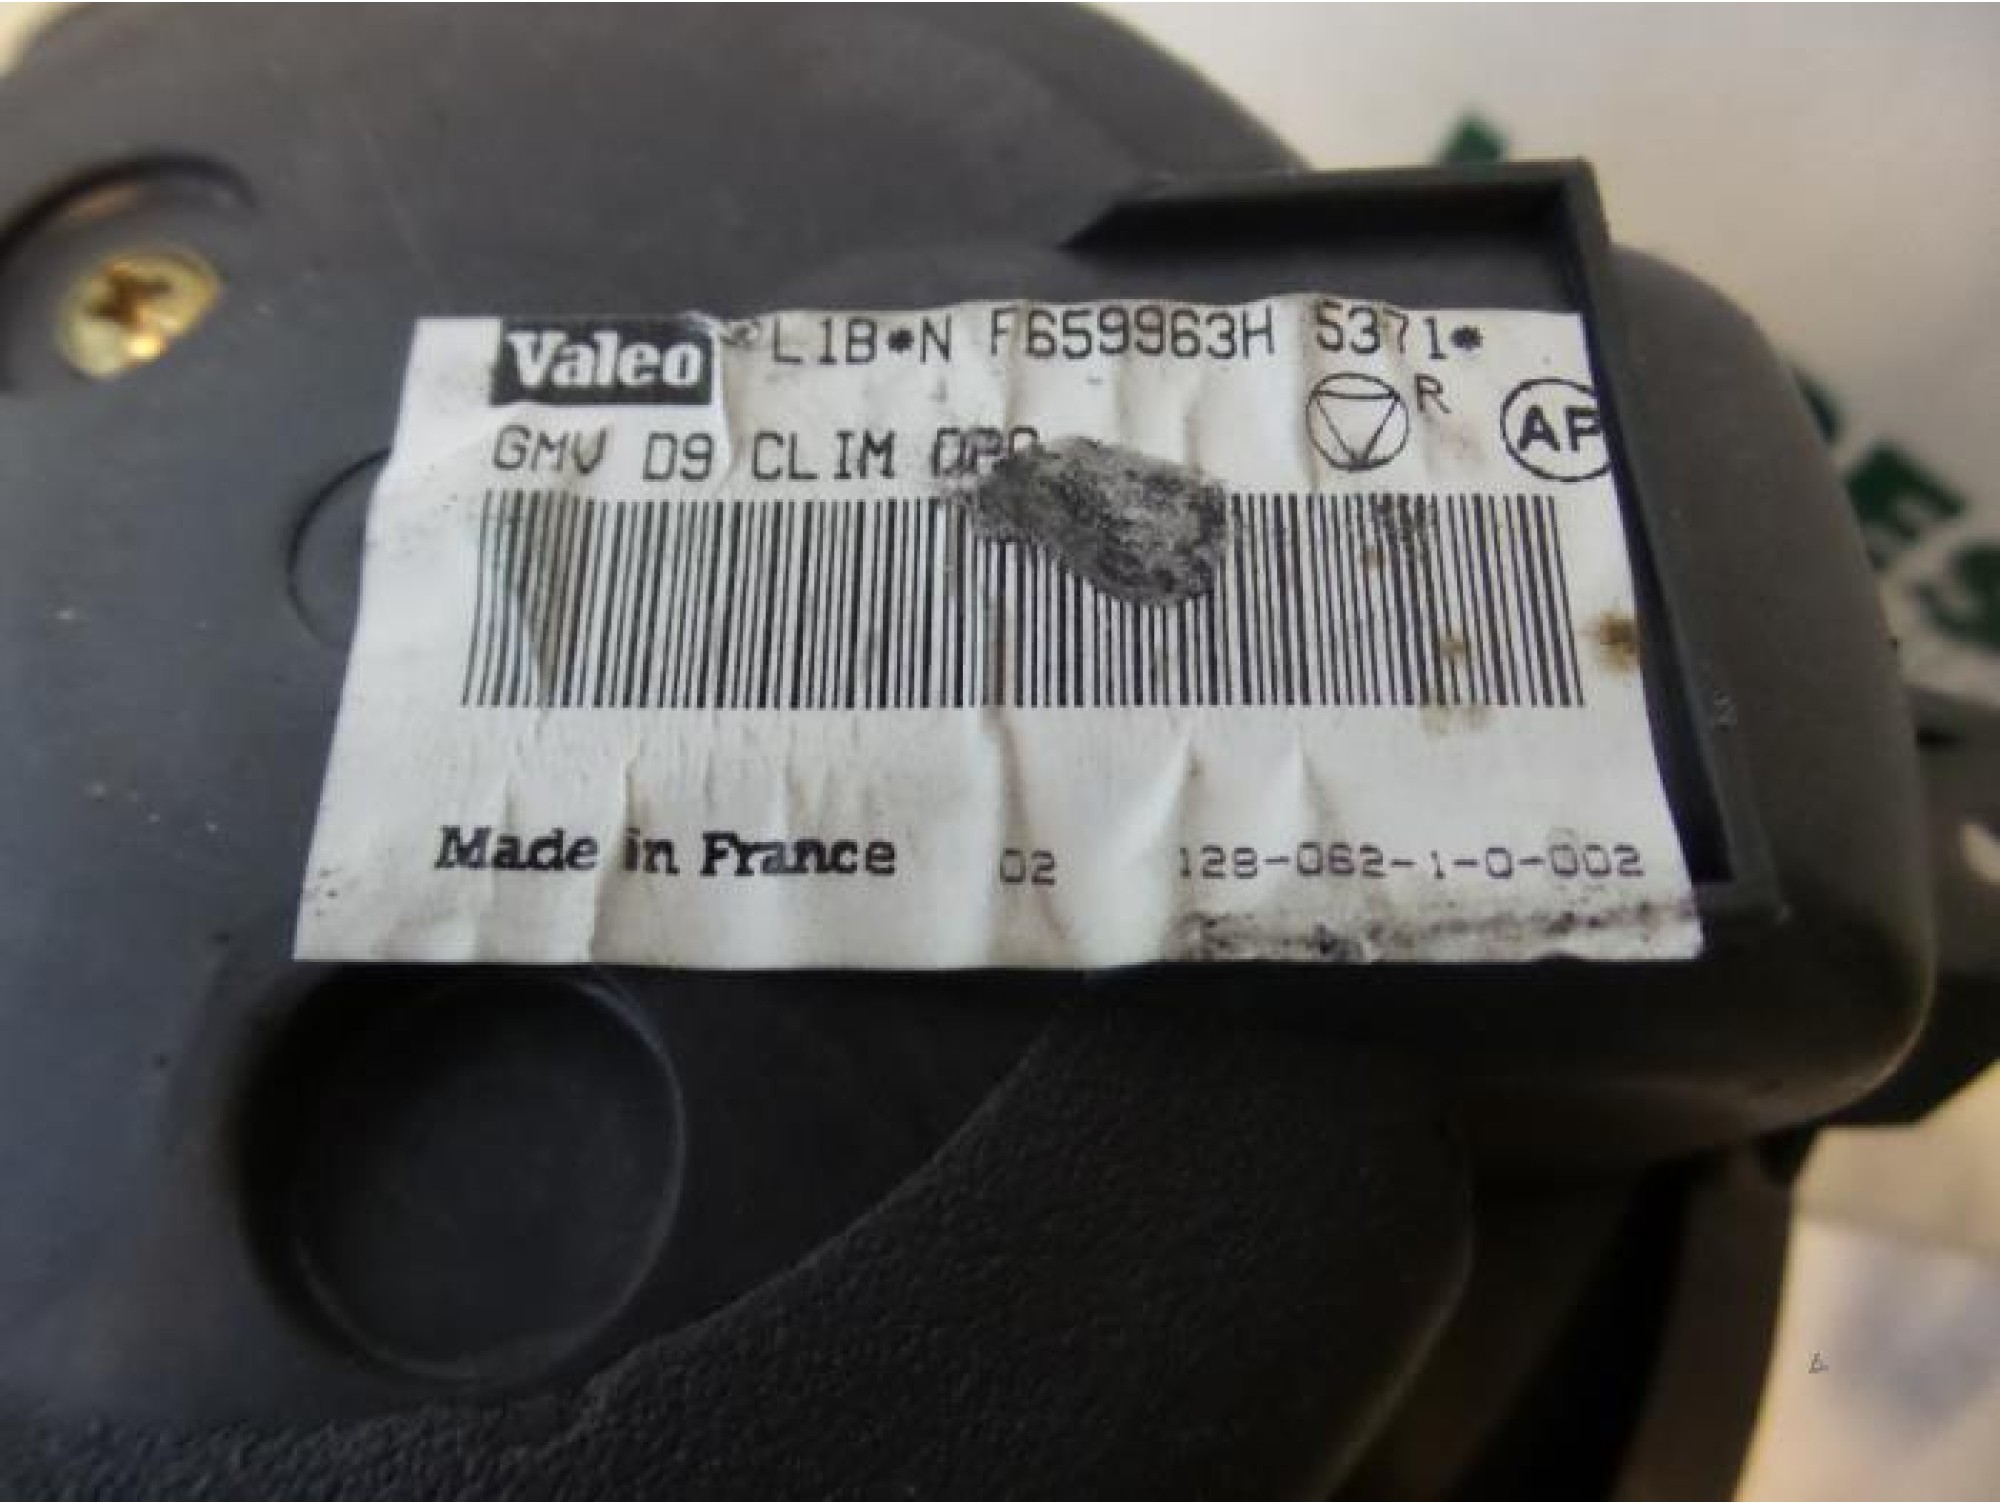 Valeo L1B*N F659963H 5371*
R AP
GMV D9 CLIM
Made in France 02 128-062-1-0-002